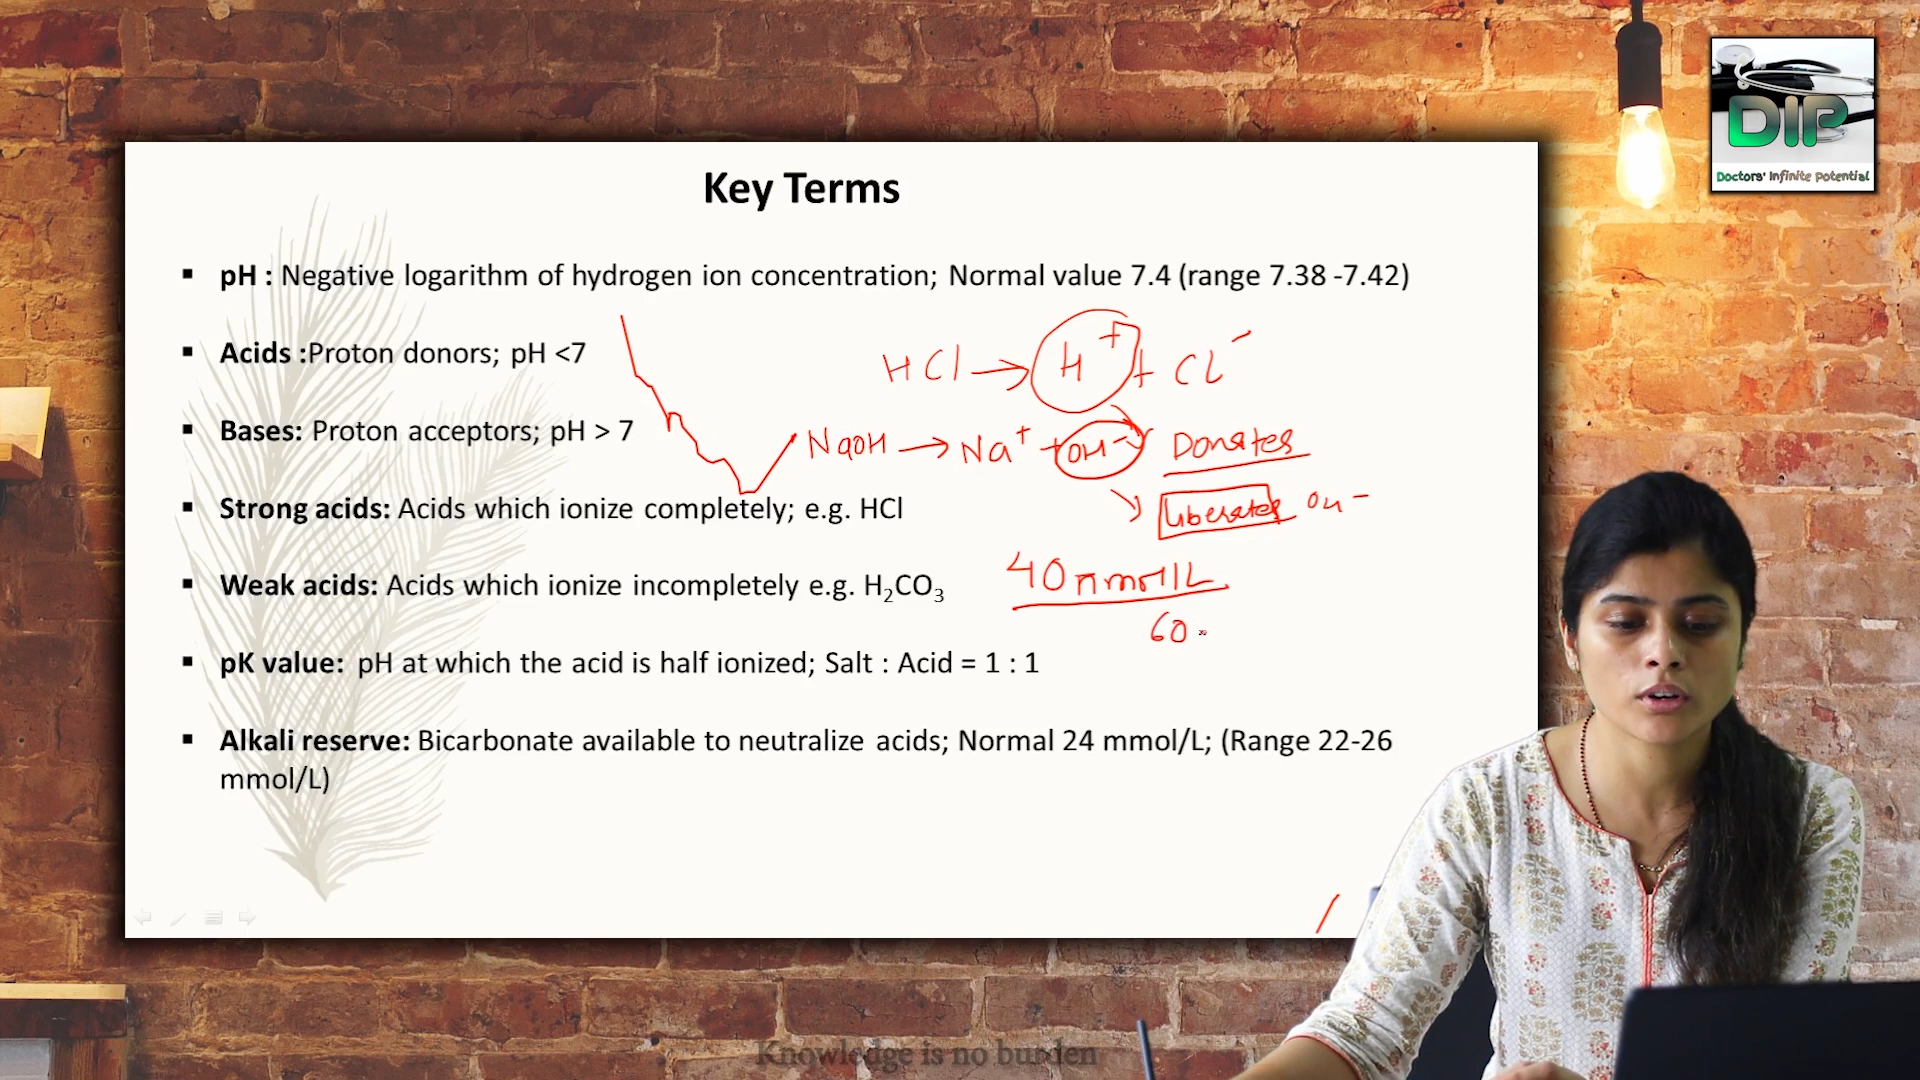 DIP
Doctors' Infinite Potential
Key Terms
▪ pH : Negative logarithm of hydrogen ion concentration; Normal value 7.4 (range 7.38 -7.42)
▪ Acids :Proton donors; pH <7
HCl → H⁺ + Cl⁻
▪ Bases: Proton acceptors; pH > 7
NaOH → Na⁺ + OH⁻
Donates
▪ Strong acids: Acids which ionize completely; e.g. HCl
Liberates OH⁻
▪ Weak acids: Acids which ionize incompletely e.g. H₂CO₃
40 nmol/L
60
▪ pK value: pH at which the acid is half ionized; Salt : Acid = 1 : 1
▪ Alkali reserve: Bicarbonate available to neutralize acids; Normal 24 mmol/L; (Range 22-26
mmol/L)
Knowledge is no burden